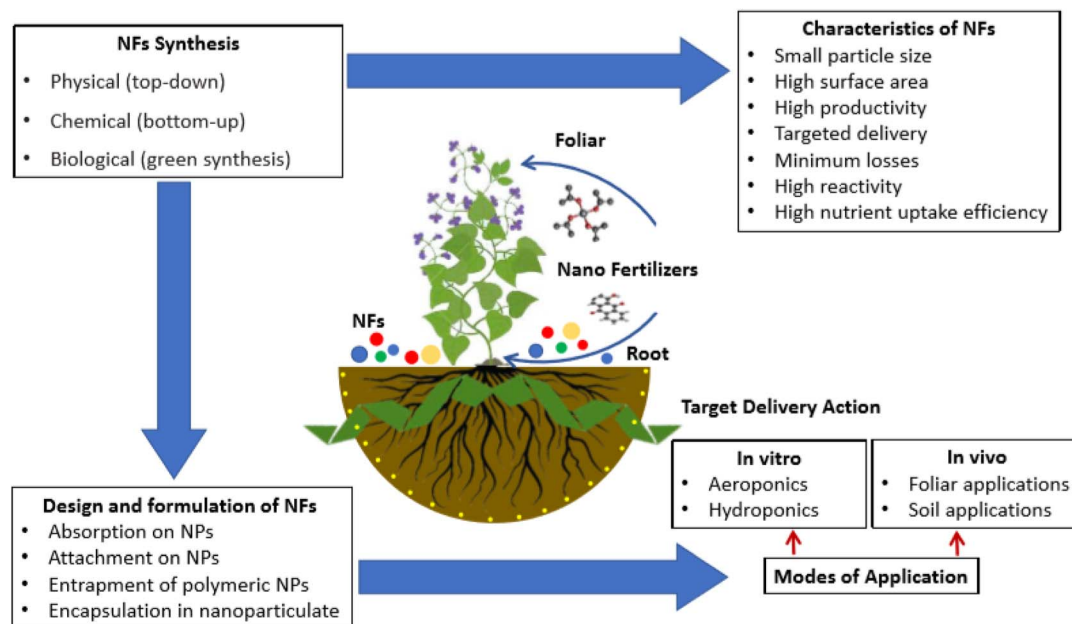 NFs Synthesis
• Physical (top-down)
• Chemical (bottom-up)
• Biological (green synthesis)
Characteristics of NFs
• Small particle size
• High surface area
• High productivity
• Targeted delivery
• Minimum losses
• High reactivity
• High nutrient uptake efficiency
Foliar
Nano Fertilizers
NFs
Root
Target Delivery Action
In vitro
• Aeroponics
• Hydroponics
In vivo
• Foliar applications
• Soil applications
Modes of Application
Design and formulation of NFs
• Absorption on NPs
• Attachment on NPs
• Entrapment of polymeric NPs
• Encapsulation in nanoparticulate